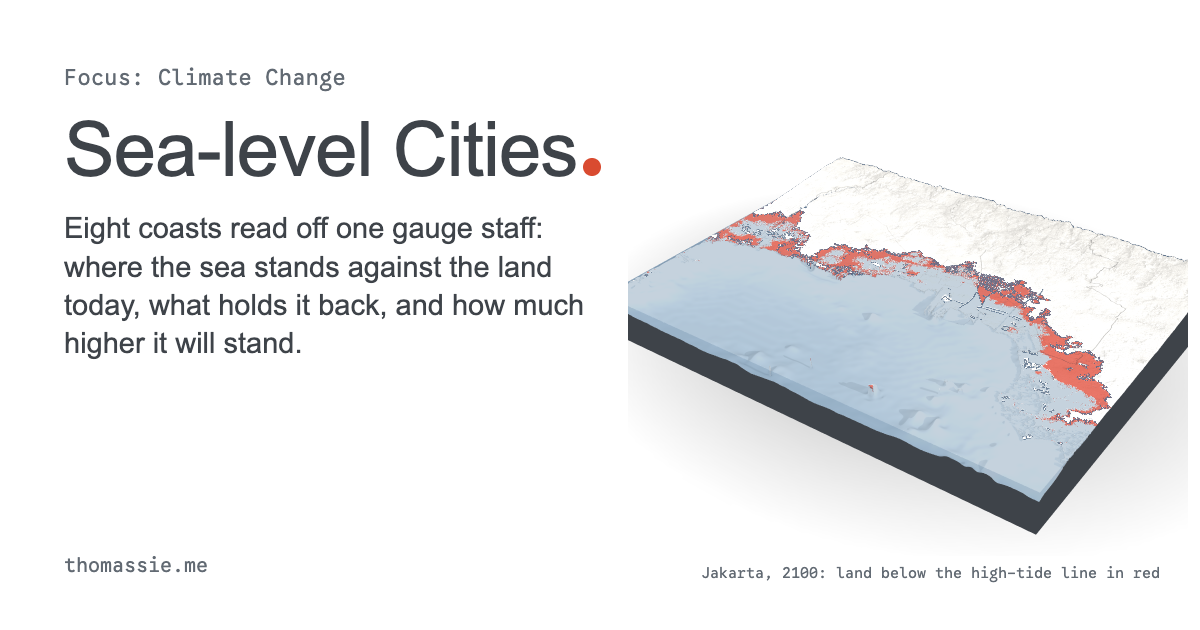 Focus: Climate Change
Sea-level Cities.
Eight coasts read off one gauge staff:
where the sea stands against the land
today, what holds it back, and how much
higher it will stand.
thomassie.me
Jakarta, 2100: land below the high-tide line in red